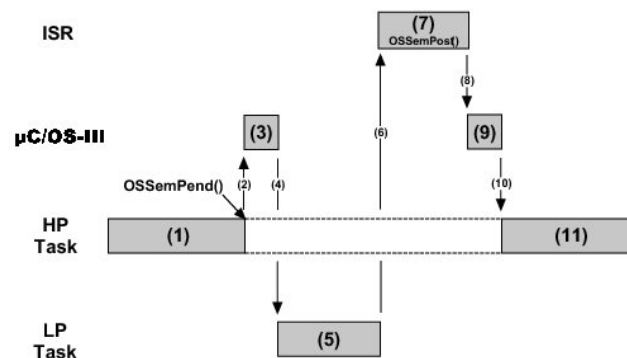 ISR
(7)
OSSemPost()
(8)
µC/OS-III
(3)
(6)
(9)
OSSemPend()
(2)
(4)
(10)
HP
Task
(1)
(11)
LP
Task
(5)